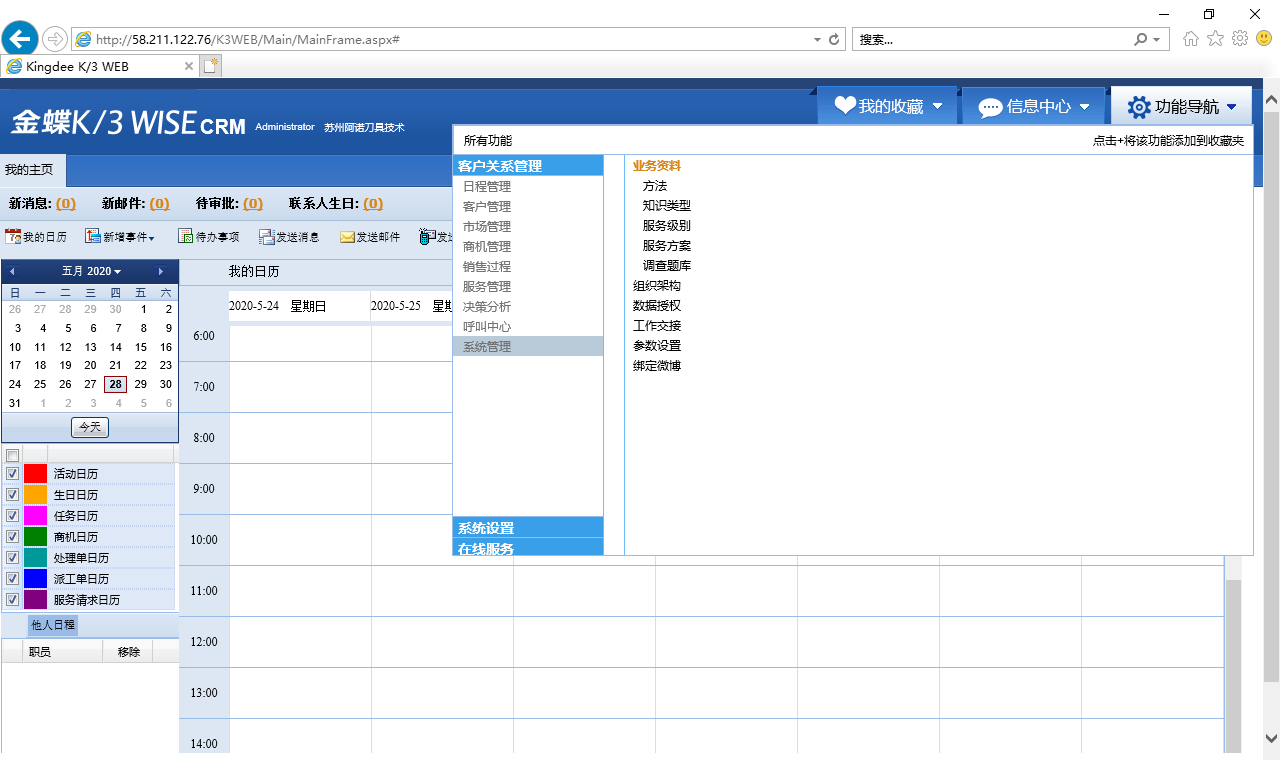 http://58.211.122.76/K3WEB/Main/MainFrame.aspx#
搜索...
Kingdee K/3 WEB
金蝶K/3 WISE CRM Administrator 苏州阿诺刀具技术
我的收藏 信息中心 功能导航
所有功能 点击+将该功能添加到收藏夹
我的主页
新消息: (0) 新邮件: (0) 待审批: (0) 联系人生日: (0)
我的日历 新增事件 待办事项 发送消息 发送邮件 发
客户关系管理
日程管理
客户管理
市场管理
商机管理
销售过程
服务管理
决策分析
呼叫中心
系统管理
系统设置
在线服务
业务资料
方法
知识类型
服务级别
服务方案
调查题库
组织架构
数据授权
工作交接
参数设置
绑定微博
五月 2020
日 一 二 三 四 五 六
26 27 28 29 30 1 2
3 4 5 6 7 8 9
10 11 12 13 14 15 16
17 18 19 20 21 22 23
24 25 26 27 28 29 30
31 1 2 3 4 5 6
今天
活动日历
生日日历
任务日历
商机日历
处理单日历
派工单日历
服务请求日历
他人日程
职员 移除
我的日历
2020-5-24 星期日 2020-5-25 星
6:00
7:00
8:00
9:00
10:00
11:00
12:00
13:00
14:00